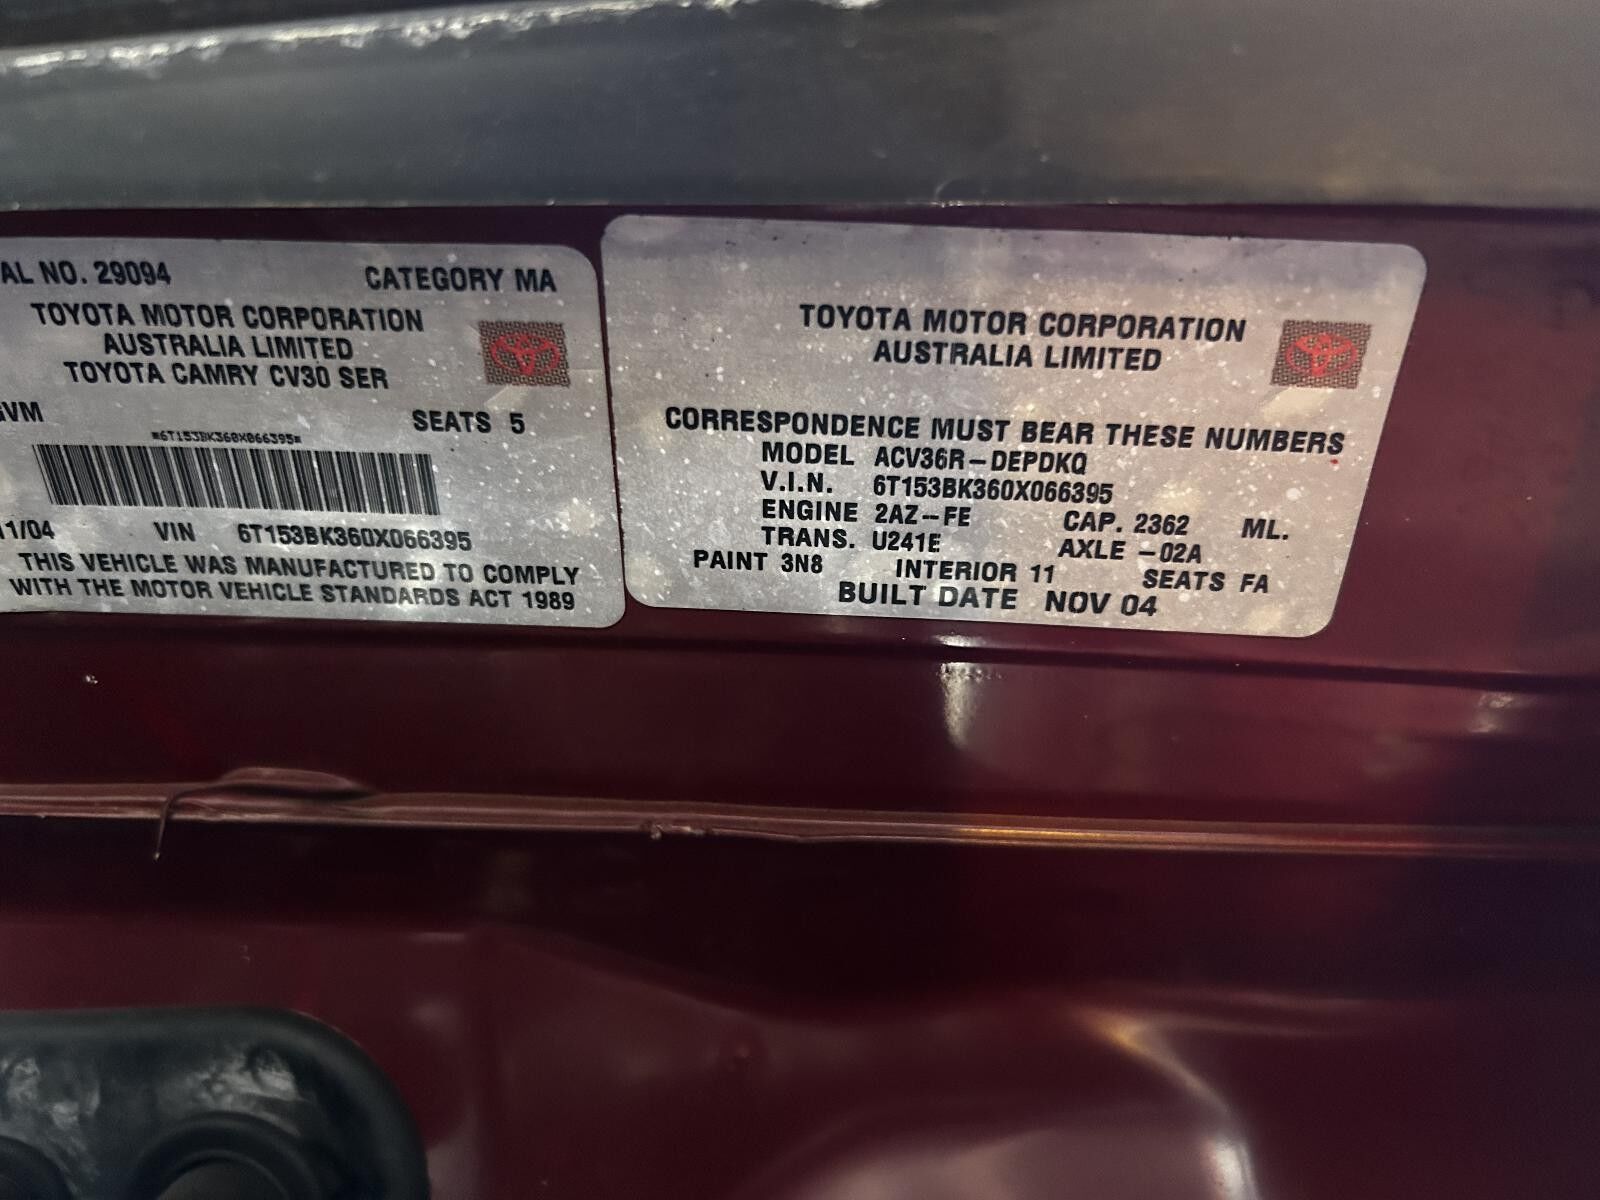 AL NO. 29094 CATEGORY MA
TOYOTA MOTOR CORPORATION
AUSTRALIA LIMITED
TOYOTA CAMRY CV30 SER
GVM SEATS 5
*6T153BK360X066395*
11/04 VIN 6T153BK360X066395
THIS VEHICLE WAS MANUFACTURED TO COMPLY
WITH THE MOTOR VEHICLE STANDARDS ACT 1989
TOYOTA MOTOR CORPORATION
AUSTRALIA LIMITED
CORRESPONDENCE MUST BEAR THESE NUMBERS
MODEL ACV36R-DEPDKQ
V.I.N. 6T153BK360X066395
ENGINE 2AZ-FE CAP. 2362 ML.
TRANS. U241E AXLE -02A
PAINT 3N8 INTERIOR 11 SEATS FA
BUILT DATE NOV 04